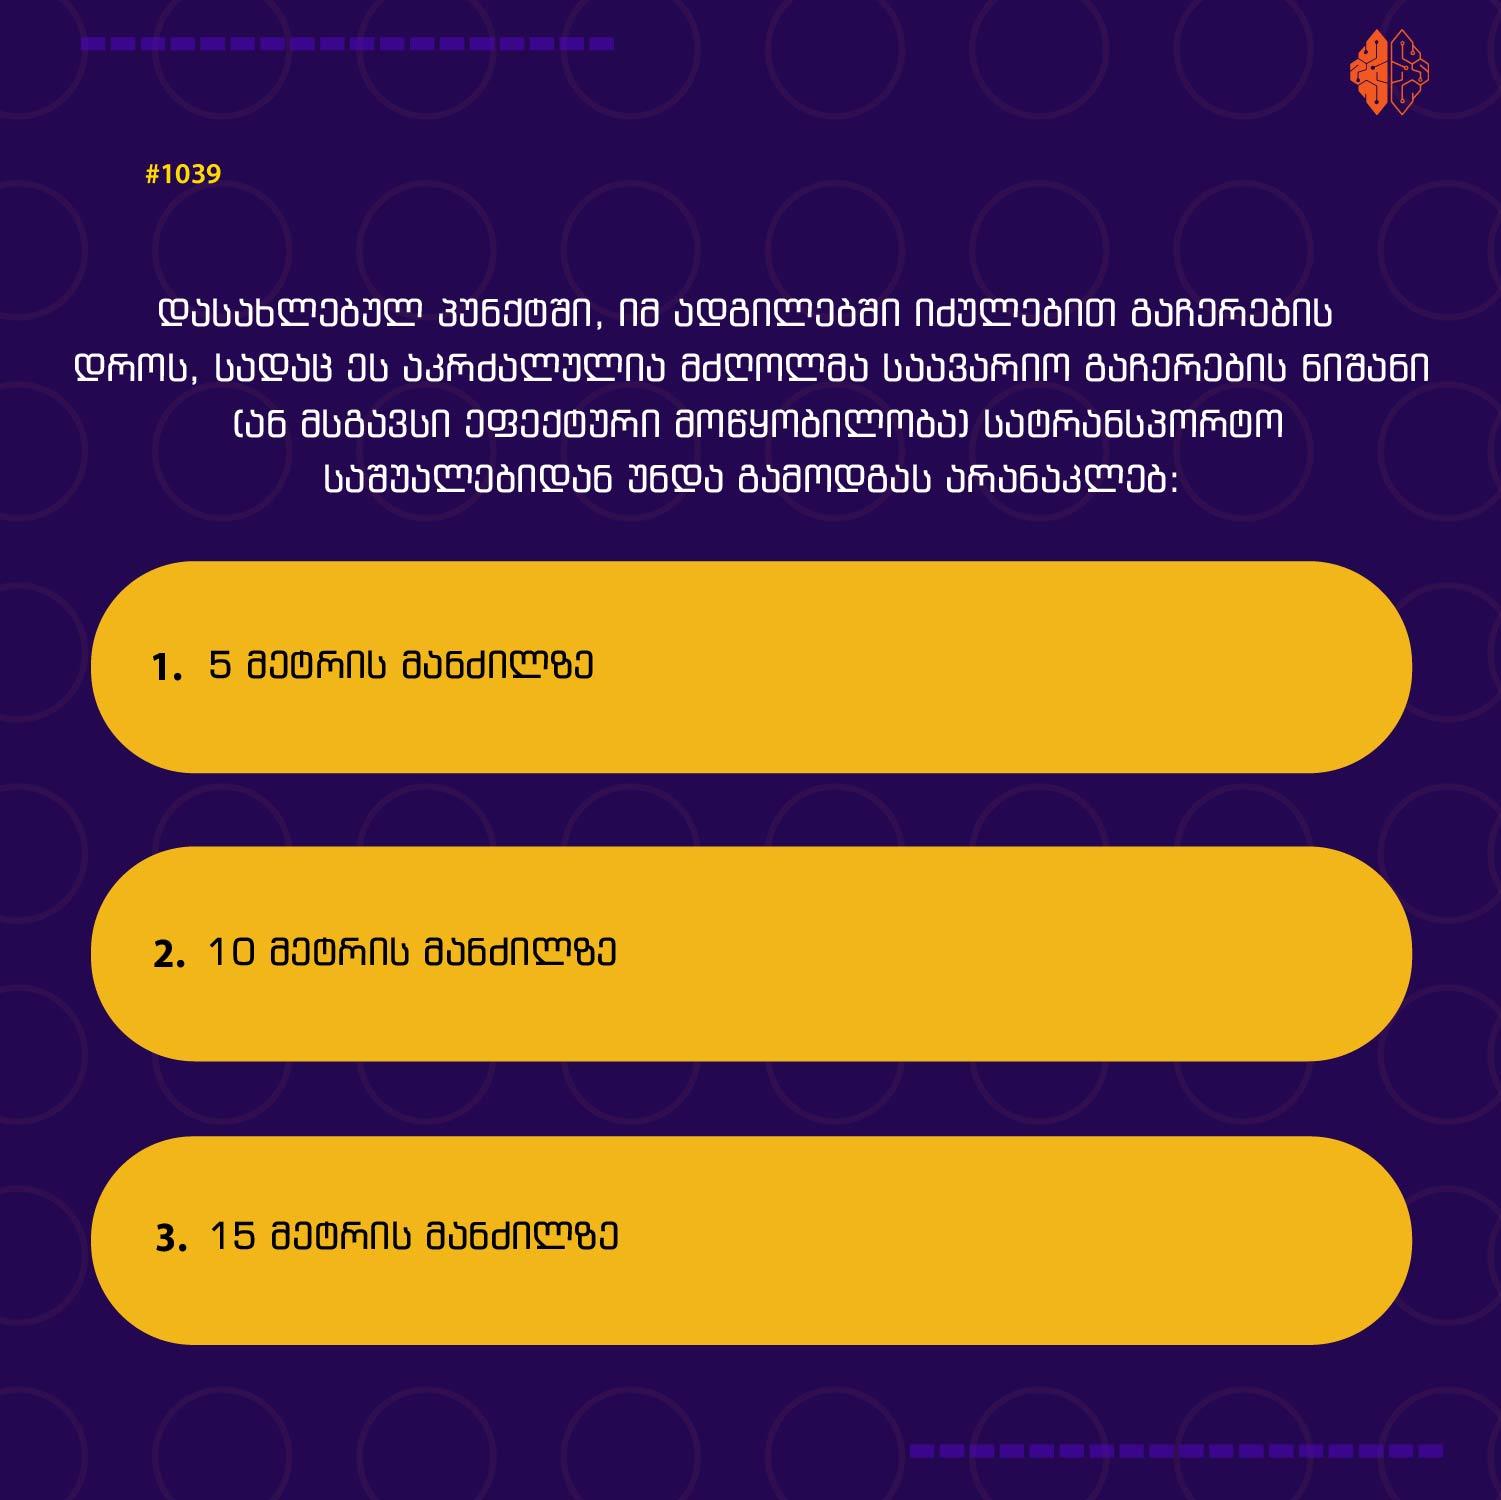 #1039
დასახლებულ პუნქტში, იმ ადგილებში იძულებით გაჩერების
დროს, სადაც ეს აკრძალულია მძღოლმა საავარიო გაჩერების ნიშანი
(ან მსგავსი ეფექტური მოწყობილობა) სატრანსპორტო
საშუალებიდან უნდა გამოდგას არანაკლებ:
1. 5 მეტრის მანძილზე
2. 10 მეტრის მანძილზე
3. 15 მეტრის მანძილზე